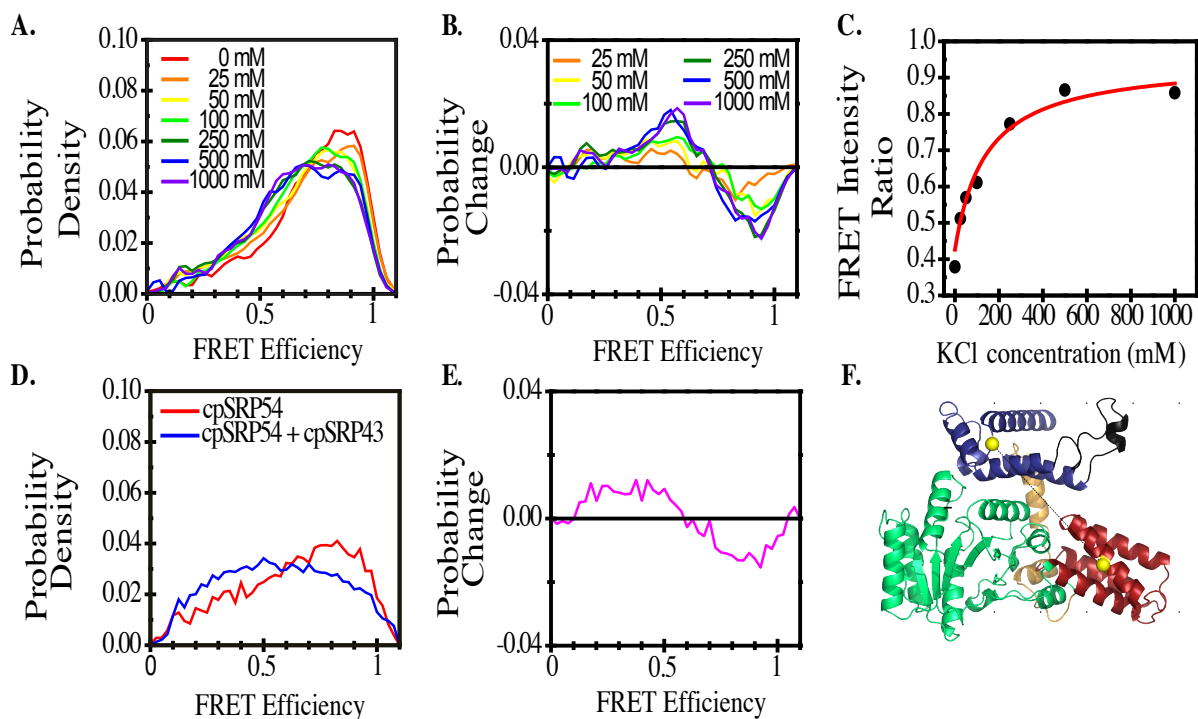 A.
0.10
0.08
0.06
0.04
0.02
0.00
Probability
Density
0 mM
25 mM
50 mM
100 mM
250 mM
500 mM
1000 mM
0
0.5
1
FRET Efficiency
B.
0.04
0.00
-0.04
Probability
Change
25 mM
50 mM
100 mM
250 mM
500 mM
1000 mM
0
0.5
1
FRET Efficiency
C.
1.0
0.9
0.8
0.7
0.6
0.5
0.4
0.3
FRET Intensity
Ratio
0
200
400
600
800
1000
KCl concentration (mM)
D.
0.10
0.08
0.06
0.04
0.02
0.00
Probability
Density
cpSRP54
cpSRP54 + cpSRP43
0
0.5
1
FRET Efficiency
E.
0.04
0.00
-0.04
Probability
Change
0
0.5
1
FRET Efficiency
F.